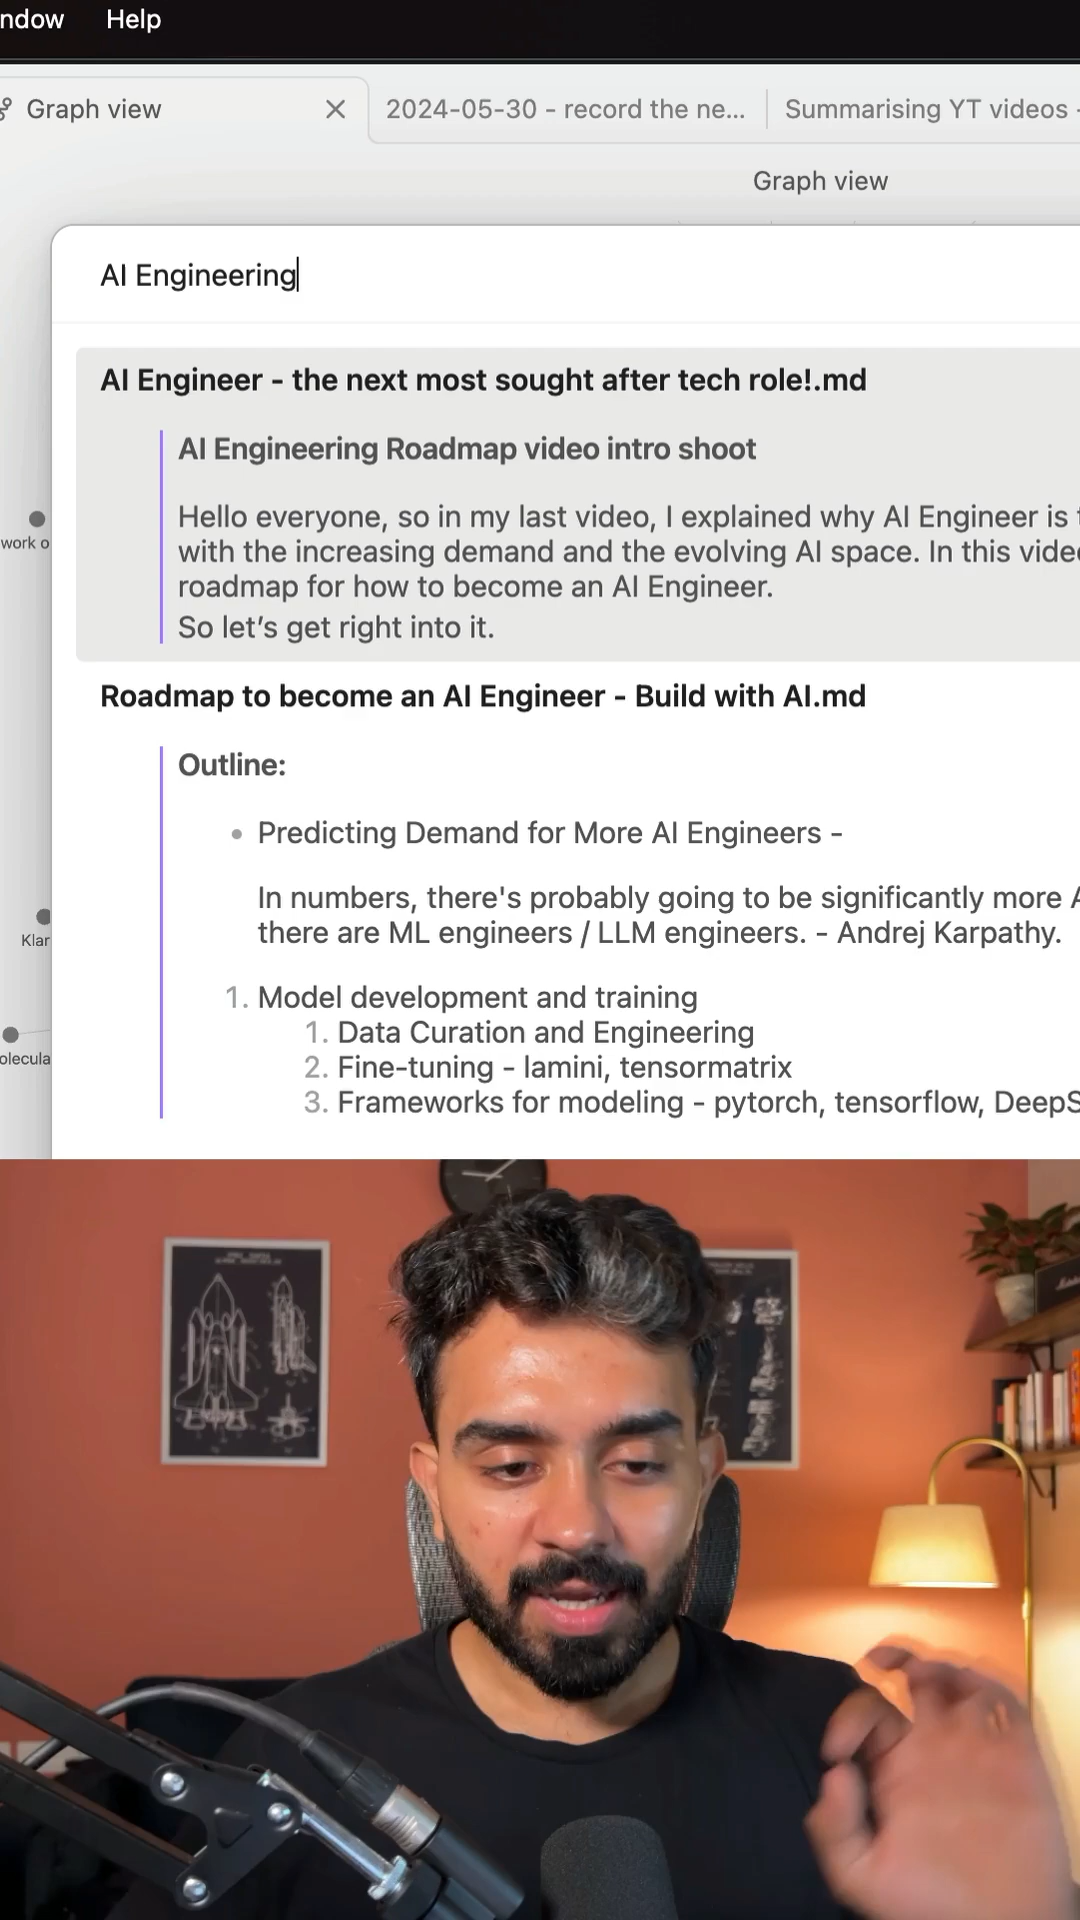 ndow Help
Graph view
2024-05-30 - record the ne...
Summarising YT videos
Graph view
AI Engineering
AI Engineer - the next most sought after tech role!.md
AI Engineering Roadmap video intro shoot
Hello everyone, so in my last video, I explained why AI Engineer is
with the increasing demand and the evolving AI space. In this vide
roadmap for how to become an AI Engineer.
So let's get right into it.
work o
Roadmap to become an AI Engineer - Build with AI.md
Outline:
• Predicting Demand for More AI Engineers -
In numbers, there's probably going to be significantly more A
there are ML engineers / LLM engineers. - Andrej Karpathy.
Klar
1. Model development and training
1. Data Curation and Engineering
2. Fine-tuning - lamini, tensormatrix
3. Frameworks for modeling - pytorch, tensorflow, DeepS
olecula